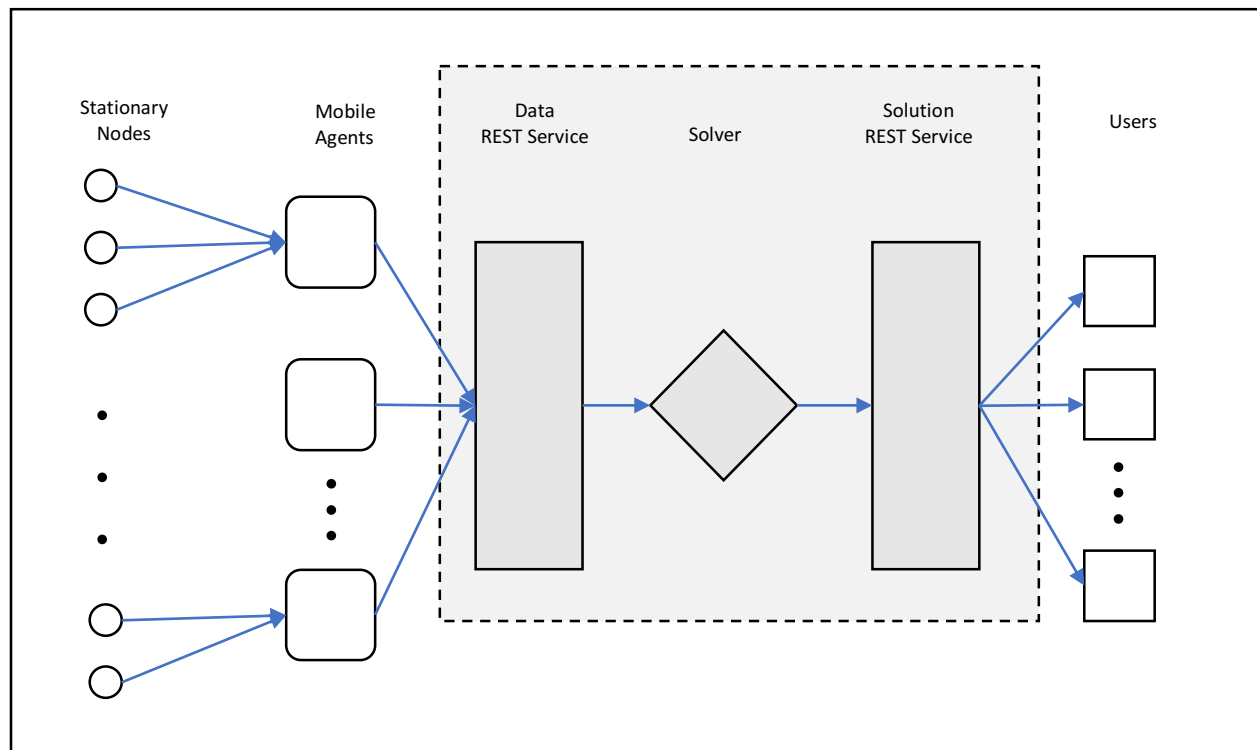 Stationary
Nodes
Mobile
Agents
Data
REST Service
Solver
Solution
REST Service
Users